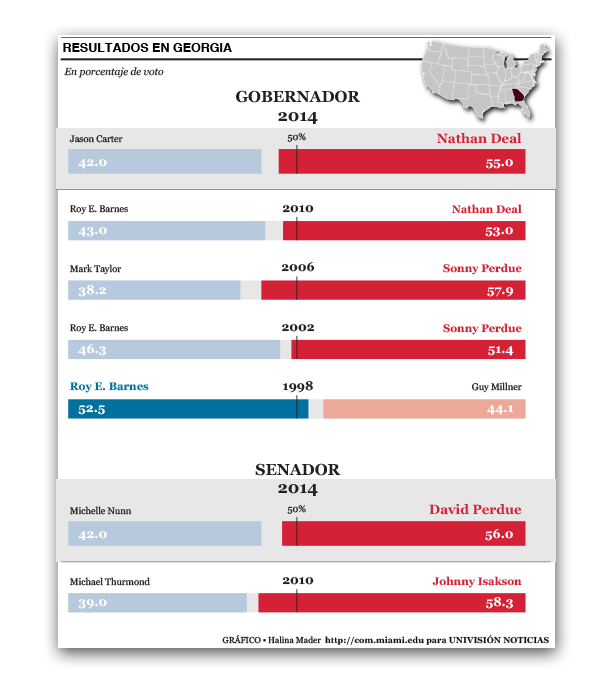 RESULTADOS EN GEORGIA
En porcentaje de voto
GOBERNADOR
2014
Jason Carter 50% Nathan Deal
42.0 55.0
Roy E. Barnes 2010 Nathan Deal
43.0 53.0
Mark Taylor 2006 Sonny Perdue
38.2 57.9
Roy E. Barnes 2002 Sonny Perdue
46.3 51.4
Roy E. Barnes 1998 Guy Millner
52.5 44.1
SENADOR
2014
Michelle Nunn 50% David Perdue
42.0 56.0
Michael Thurmond 2010 Johnny Isakson
39.0 58.3
GRÁFICO • Halina Mader http://com.miami.edu para UNIVISIÓN NOTICIAS